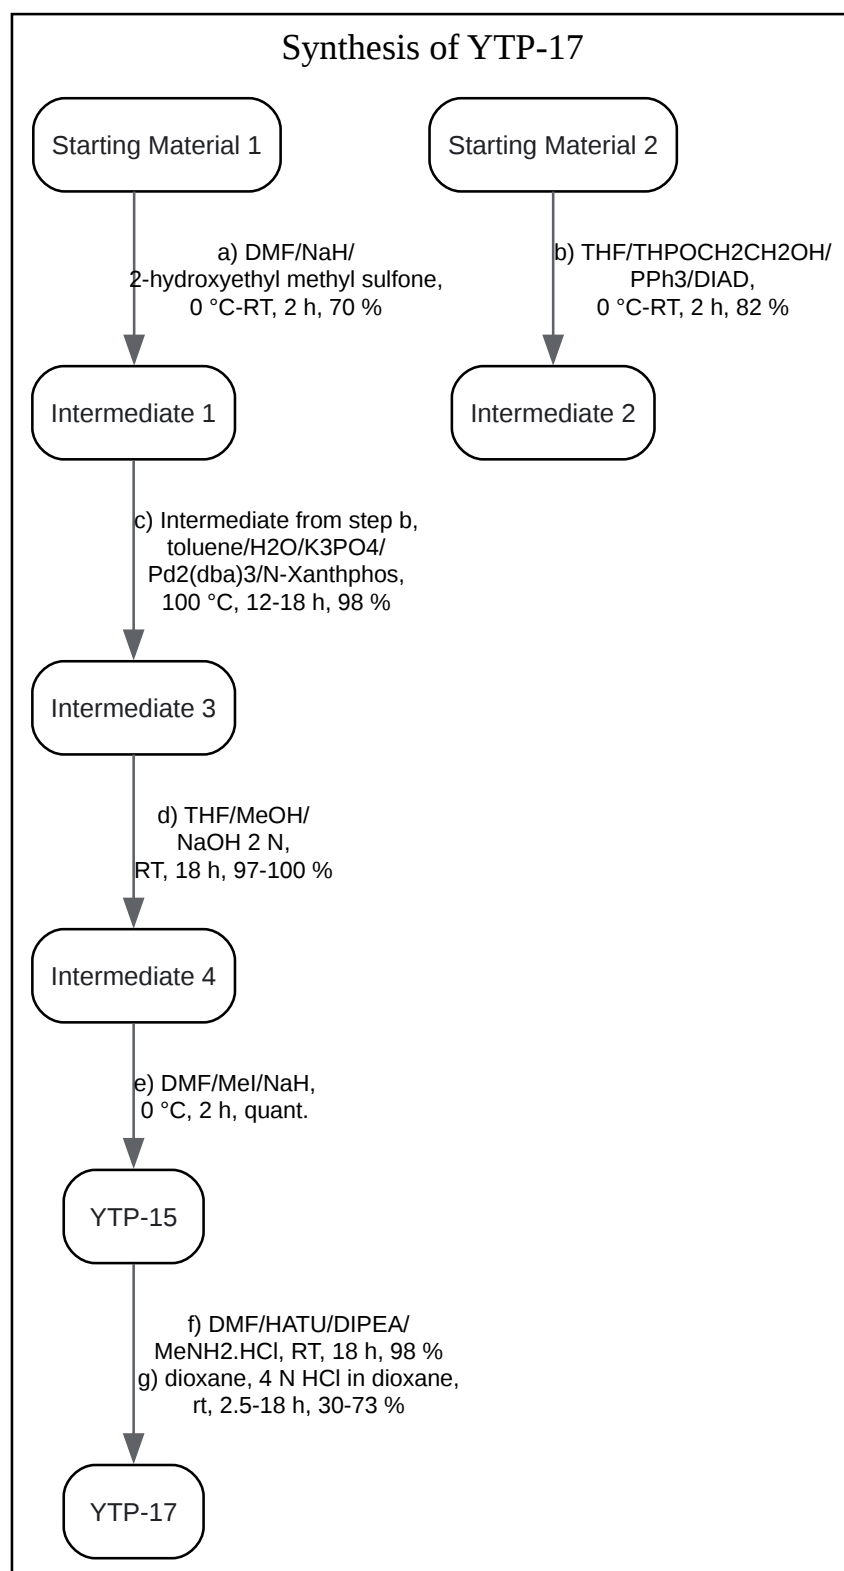 Synthesis of YTP-17
Starting Material 1
Starting Material 2
a) DMF/NaH/
2-hydroxyethyl methyl sulfone,
0 °C-RT, 2 h, 70 %
b) THF/THPOCH2CH2OH/
PPh3/DIAD,
0 °C-RT, 2 h, 82 %
Intermediate 1
Intermediate 2
c) Intermediate from step b,
toluene/H2O/K3PO4/
Pd2(dba)3/N-Xanthphos,
100 °C, 12-18 h, 98 %
Intermediate 3
d) THF/MeOH/
NaOH 2 N,
RT, 18 h, 97-100 %
Intermediate 4
e) DMF/MeI/NaH,
0 °C, 2 h, quant.
YTP-15
f) DMF/HATU/DIPEA/
MeNH2.HCl, RT, 18 h, 98 %
g) dioxane, 4 N HCl in dioxane,
rt, 2.5-18 h, 30-73 %
YTP-17